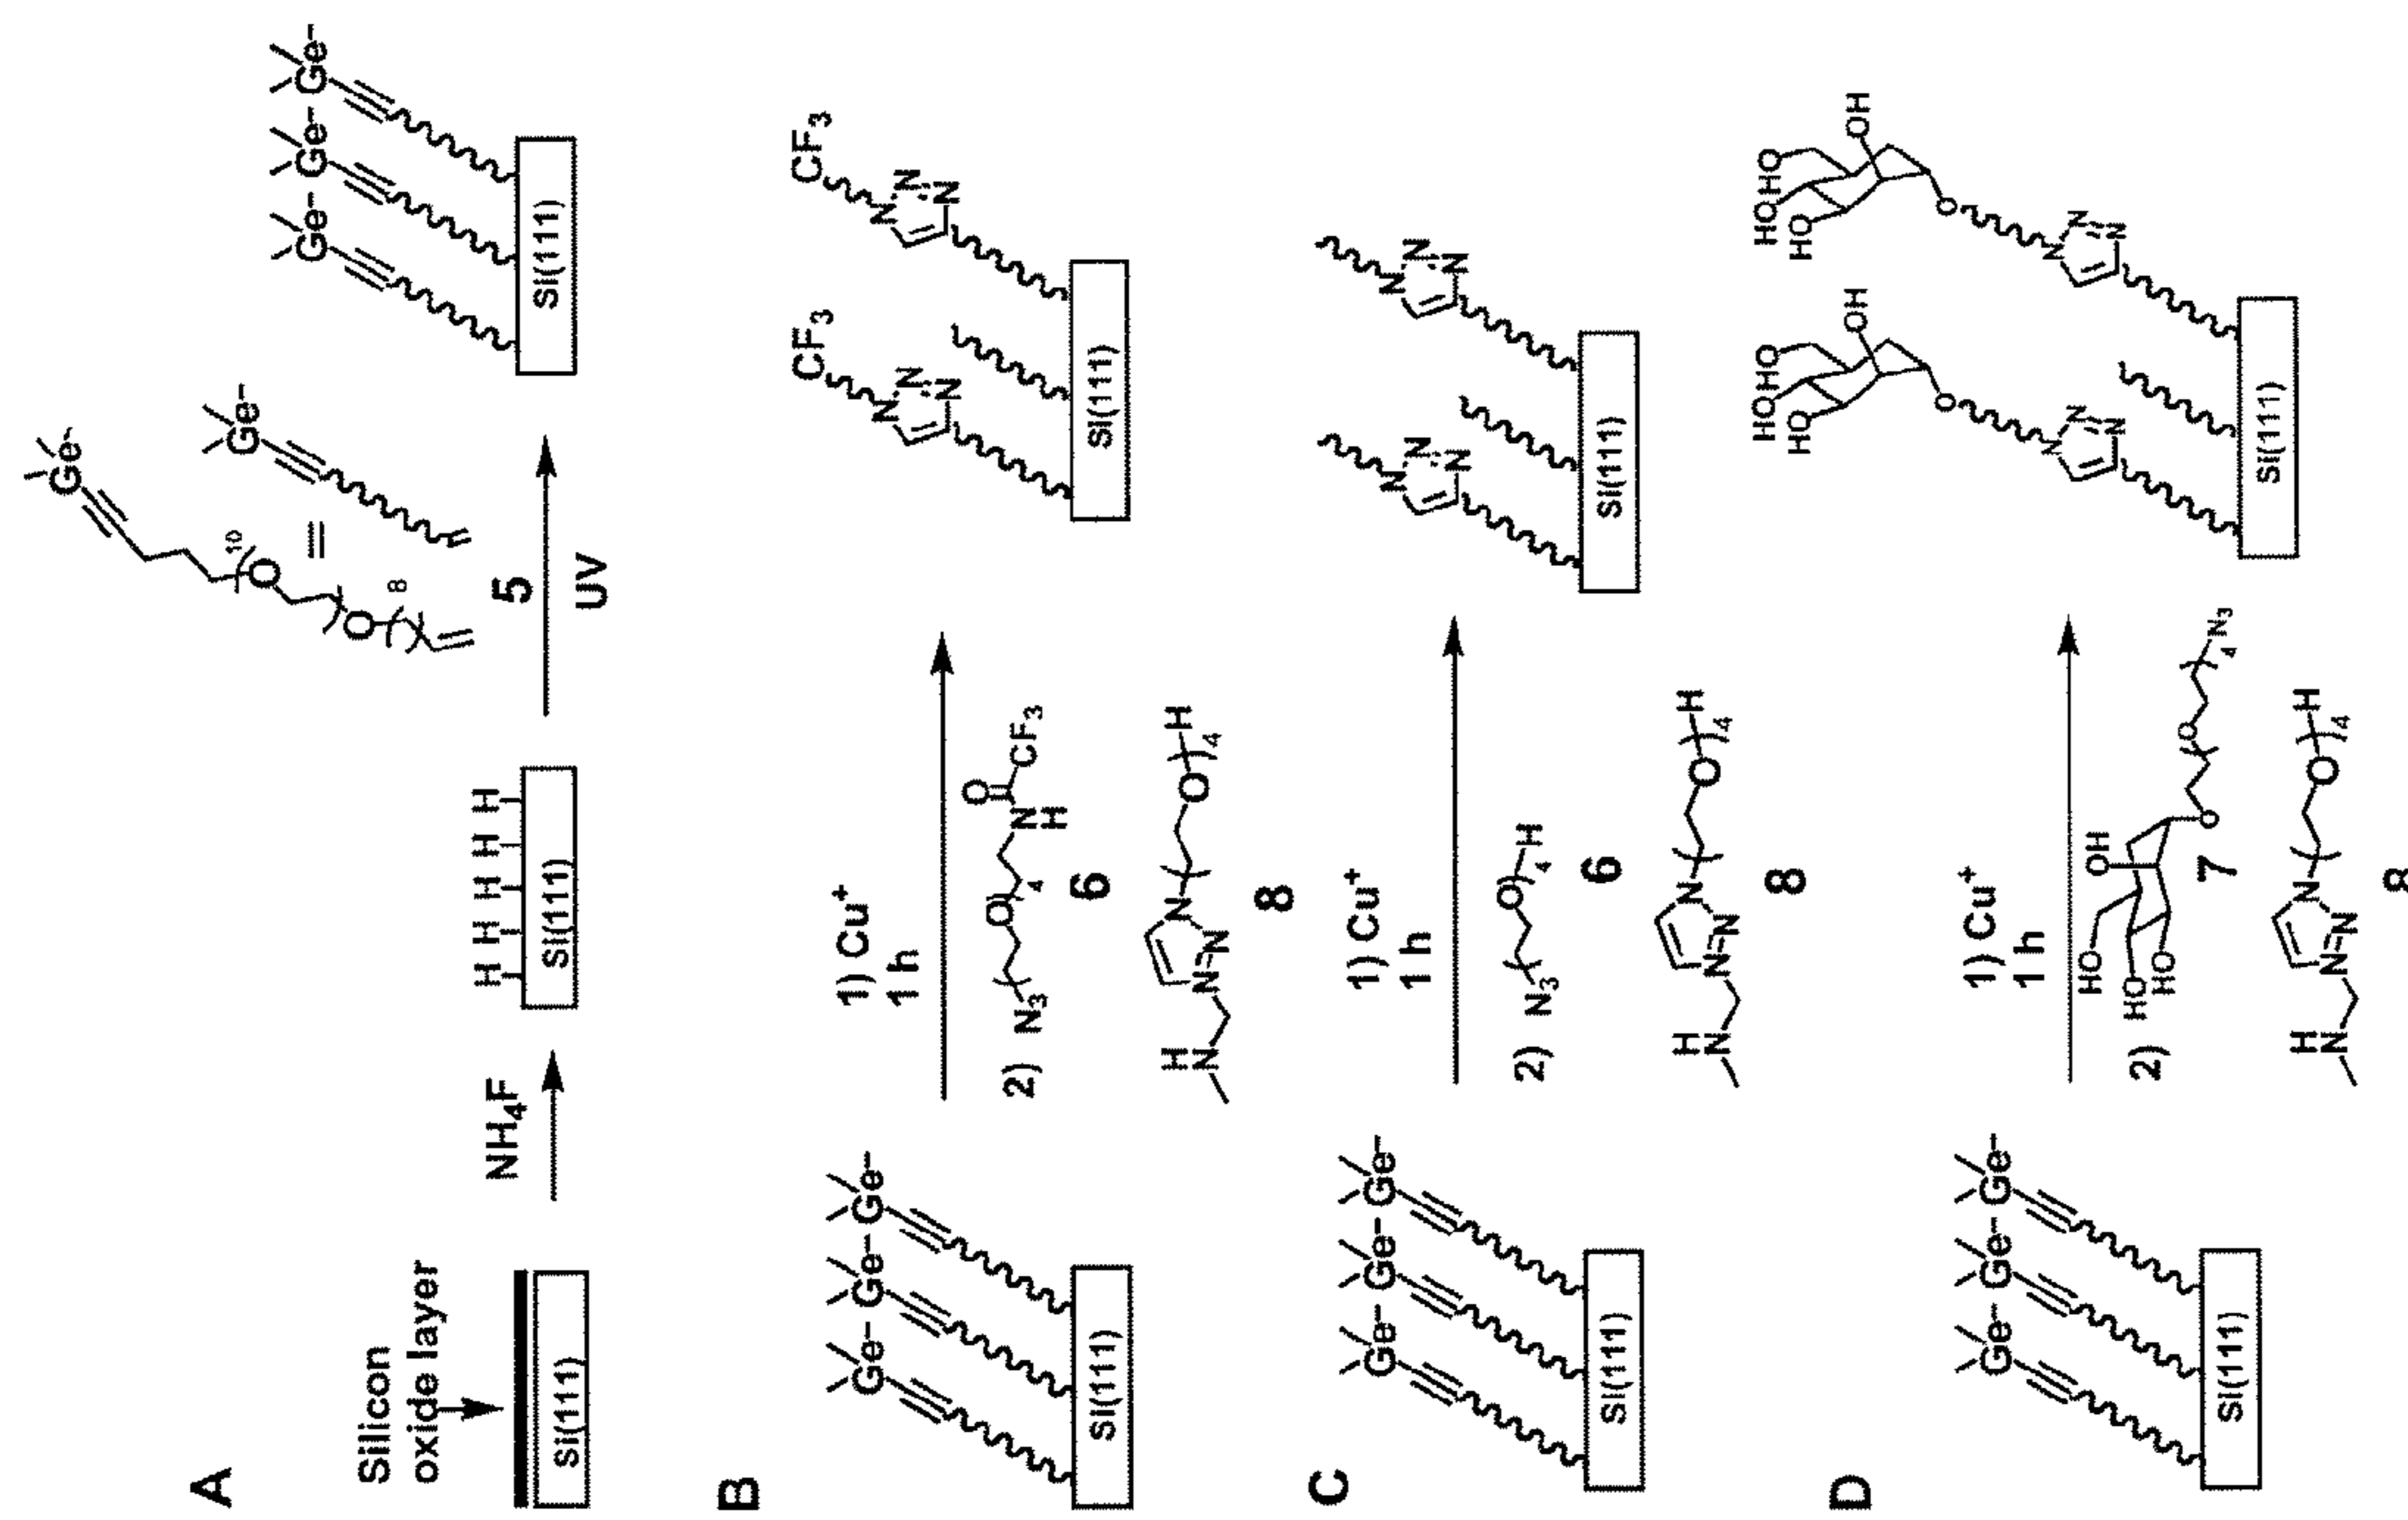 A
Silicon
oxide layer
Si(111)
NH4F
H H H H H
Si(111)
Ge
O
10
O
8
Ge
5
UV
Ge Ge Ge
Si(111)
B
Ge Ge Ge
Si(111)
1) Cu+
1 h
2) N3
O
4
N
H
O
CF3
6
H
N
N
N
N
O
4
H
8
CF3 CF3
N N
N N
N N
Si(111)
C
Ge Ge Ge
Si(111)
1) Cu+
1 h
2) N3
O
4
H
6
H
N
N
N
N
O
4
H
8
N N
N N
N N
Si(111)
D
Ge Ge Ge
Si(111)
1) Cu+
1 h
2)
HO
OH
HO
HO
O
O
4
N3
7
H
N
N
N
N
O
4
H
8
HOHO
HO
OH
O
N
N
N
HOHO
HO
OH
O
N
N
N
Si(111)